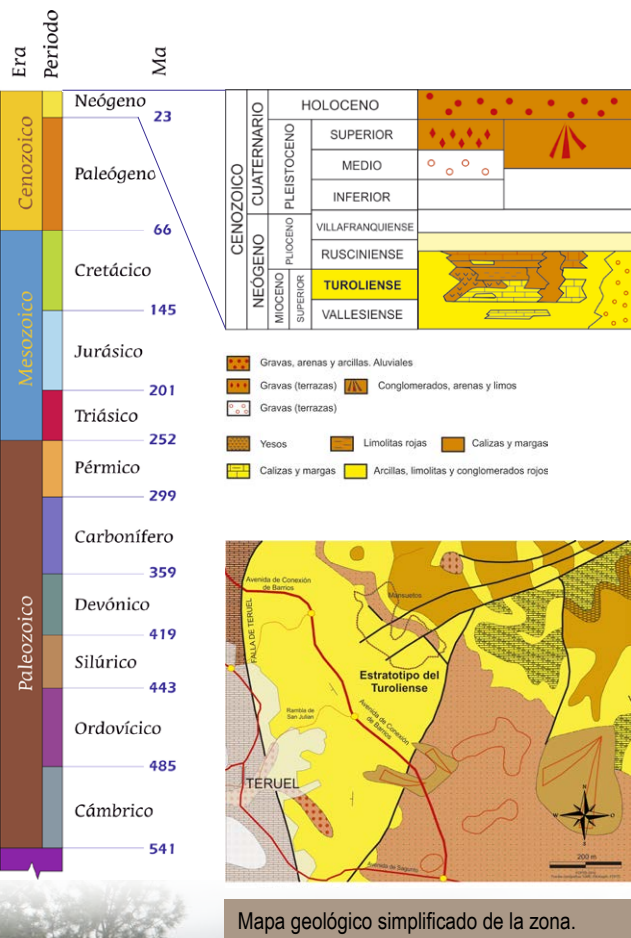 Era
Periodo
Ma
Cenozoico
Mesozoico
Paleozoico
Neógeno
23
Paleógeno
66
Cretácico
145
Jurásico
201
Triásico
252
Pérmico
299
Carbonífero
359
Devónico
419
Silúrico
443
Ordovícico
485
Cámbrico
541
CENOZOICO
CUATERNARIO
NEÓGENO
HOLOCENO
PLEISTOCENO
SUPERIOR
MEDIO
INFERIOR
PLIOCENO
VILLAFRANQUIENSE
RUSCINIENSE
MIOCENO
SUPERIOR
TUROLIENSE
VALLESIENSE
Gravas, arenas y arcillas. Aluviales
Gravas (terrazas)
Conglomerados, arenas y limos
Gravas (terrazas)
Yesos
Limolitas rojas
Calizas y margas
Calizas y margas
Arcillas, limolitas y conglomerados rojos
Avenida de Conexión
de Barrios
Mansuetos
FALLA DE TERUEL
Estratotipo del
Turoliense
Rambla de
San Julian
Avenida de Conexión
de Barrios
TERUEL
Avenida de Sagunto
N
W
O
S
200 m
Mapa geológico simplificado de la zona.